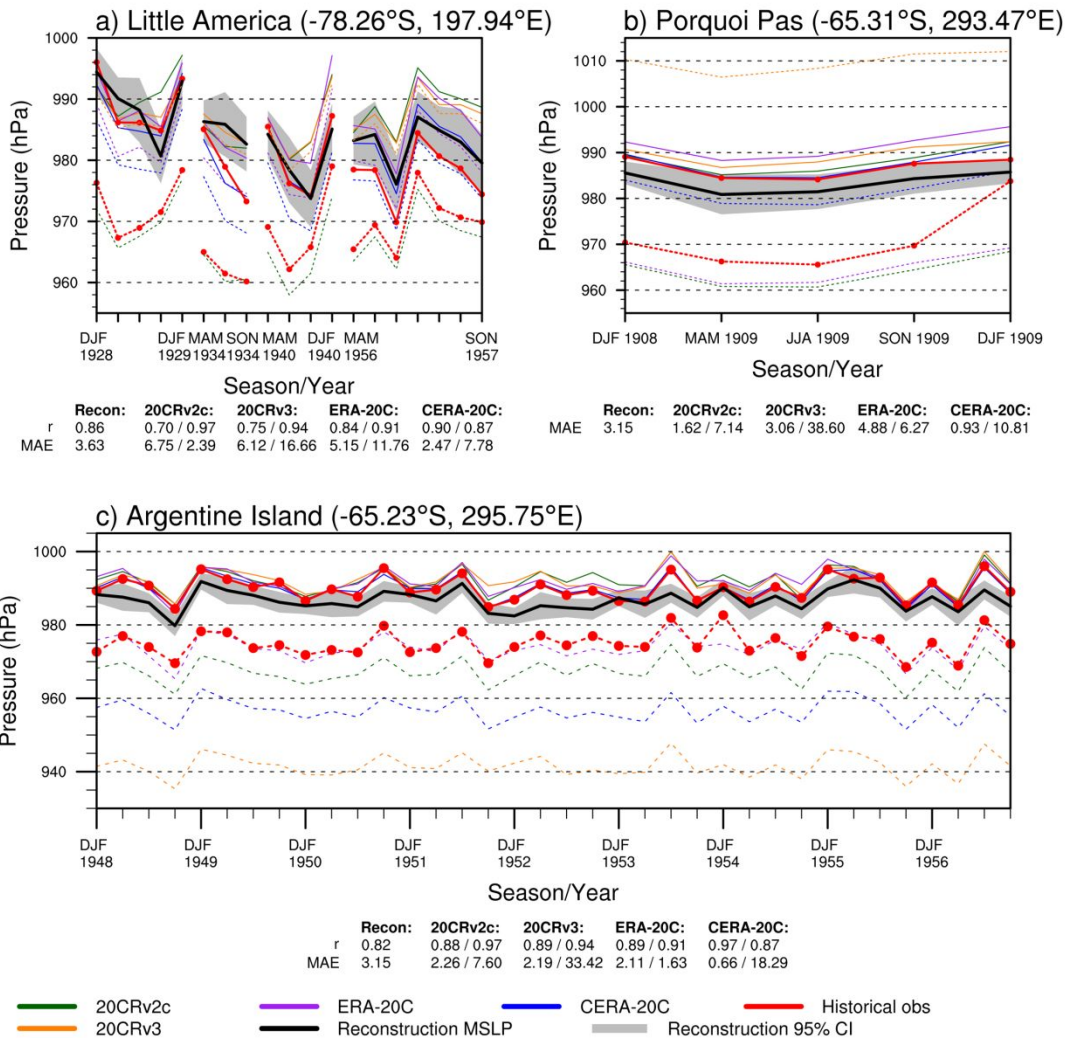 a) Little America (-78.26°S, 197.94°E)
1000
990
980
970
960
Pressure (hPa)
DJF 1928
DJF 1929
MAM 1934
SON 1934
MAM 1940
DJF 1940
MAM 1956
SON 1957
Season/Year
Recon: 20CRv2c: 20CRv3: ERA-20C: CERA-20C:
r 0.86 0.70 / 0.97 0.75 / 0.94 0.84 / 0.91 0.90 / 0.87
MAE 3.63 6.75 / 2.39 6.12 / 16.66 5.15 / 11.76 2.47 / 7.78
b) Porquoi Pas (-65.31°S, 293.47°E)
1010
1000
990
980
970
960
Pressure (hPa)
DJF 1908 MAM 1909 JJA 1909 SON 1909 DJF 1909
Season/Year
Recon: 20CRv2c: 20CRv3: ERA-20C: CERA-20C:
MAE 3.15 1.62 / 7.14 3.06 / 38.60 4.88 / 6.27 0.93 / 10.81
c) Argentine Island (-65.23°S, 295.75°E)
1000
980
960
940
Pressure (hPa)
DJF 1948
DJF 1949
DJF 1950
DJF 1951
DJF 1952
DJF 1953
DJF 1954
DJF 1955
DJF 1956
Season/Year
Recon: 20CRv2c: 20CRv3: ERA-20C: CERA-20C:
r 0.82 0.88 / 0.97 0.89 / 0.94 0.89 / 0.91 0.97 / 0.87
MAE 3.15 2.26 / 7.60 2.19 / 33.42 2.11 / 1.63 0.66 / 18.29
20CRv2c ERA-20C CERA-20C Historical obs
20CRv3 Reconstruction MSLP Reconstruction 95% CI